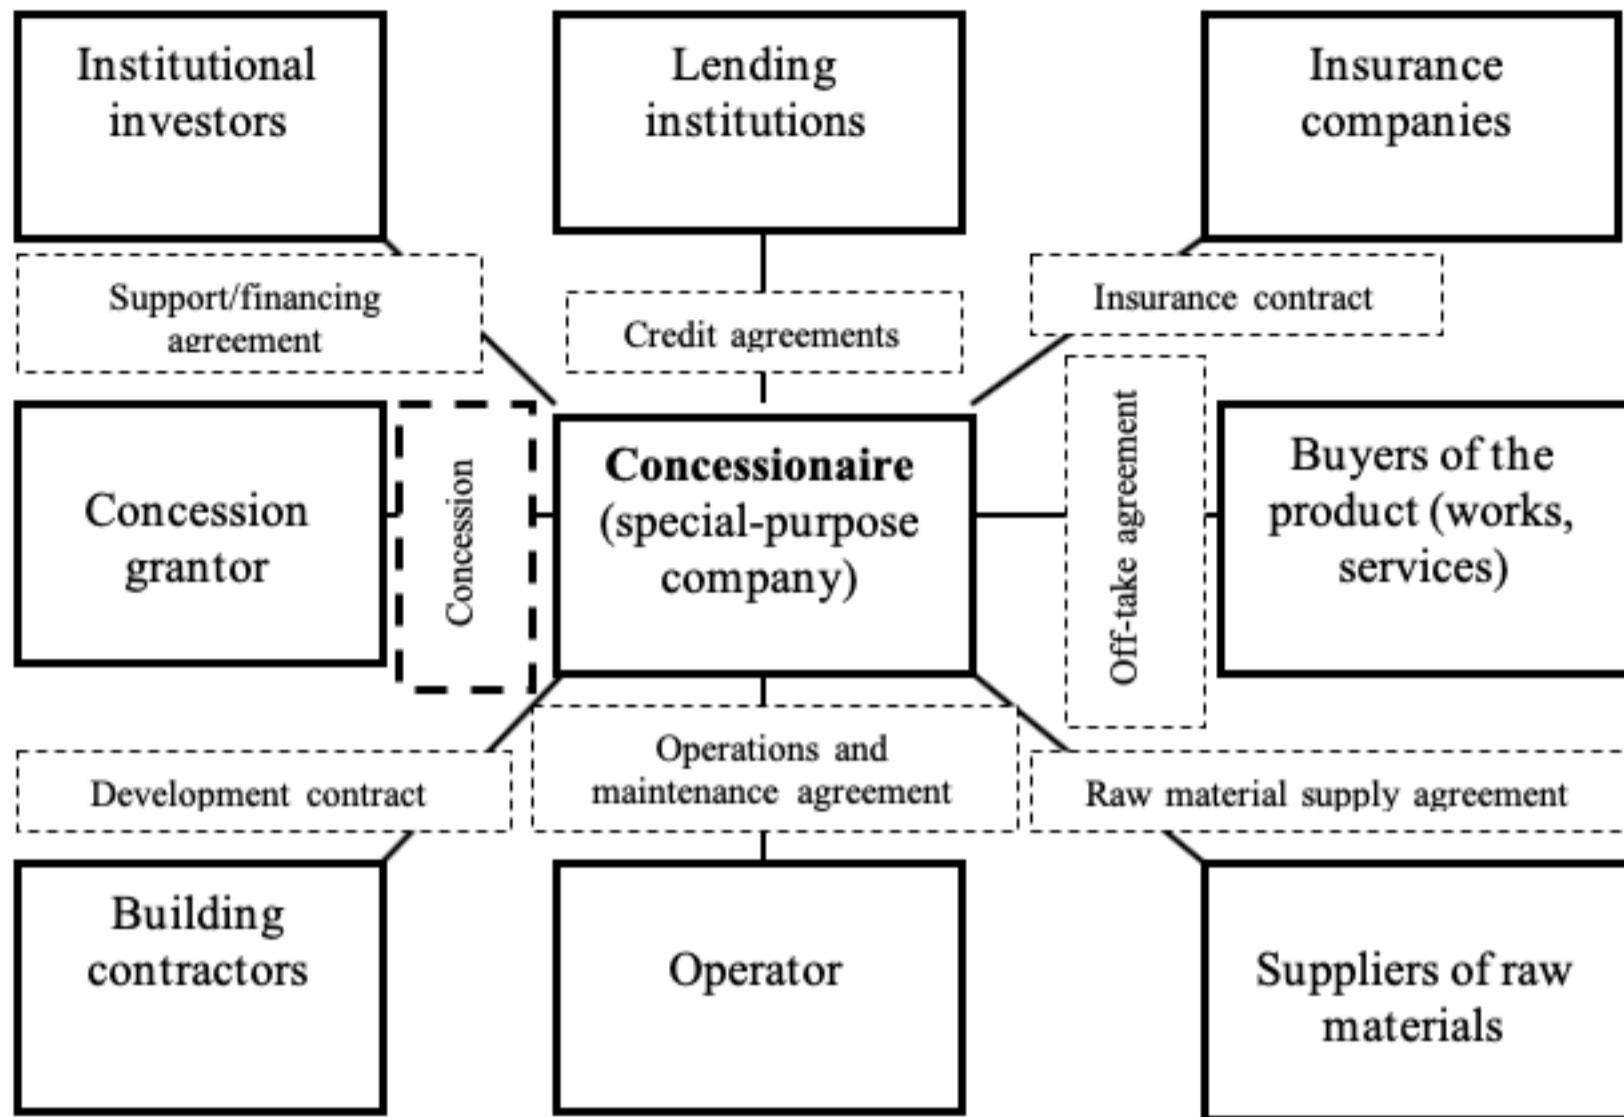 Institutional
investors
Lending
institutions
Insurance
companies
Support/financing
agreement
Credit agreements
Insurance contract
Concession
grantor
Concession
Concessionaire
(special-purpose
company)
Off-take agreement
Buyers of the
product (works,
services)
Development contract
Operations and
maintenance agreement
Raw material supply agreement
Building
contractors
Operator
Suppliers of raw
materials